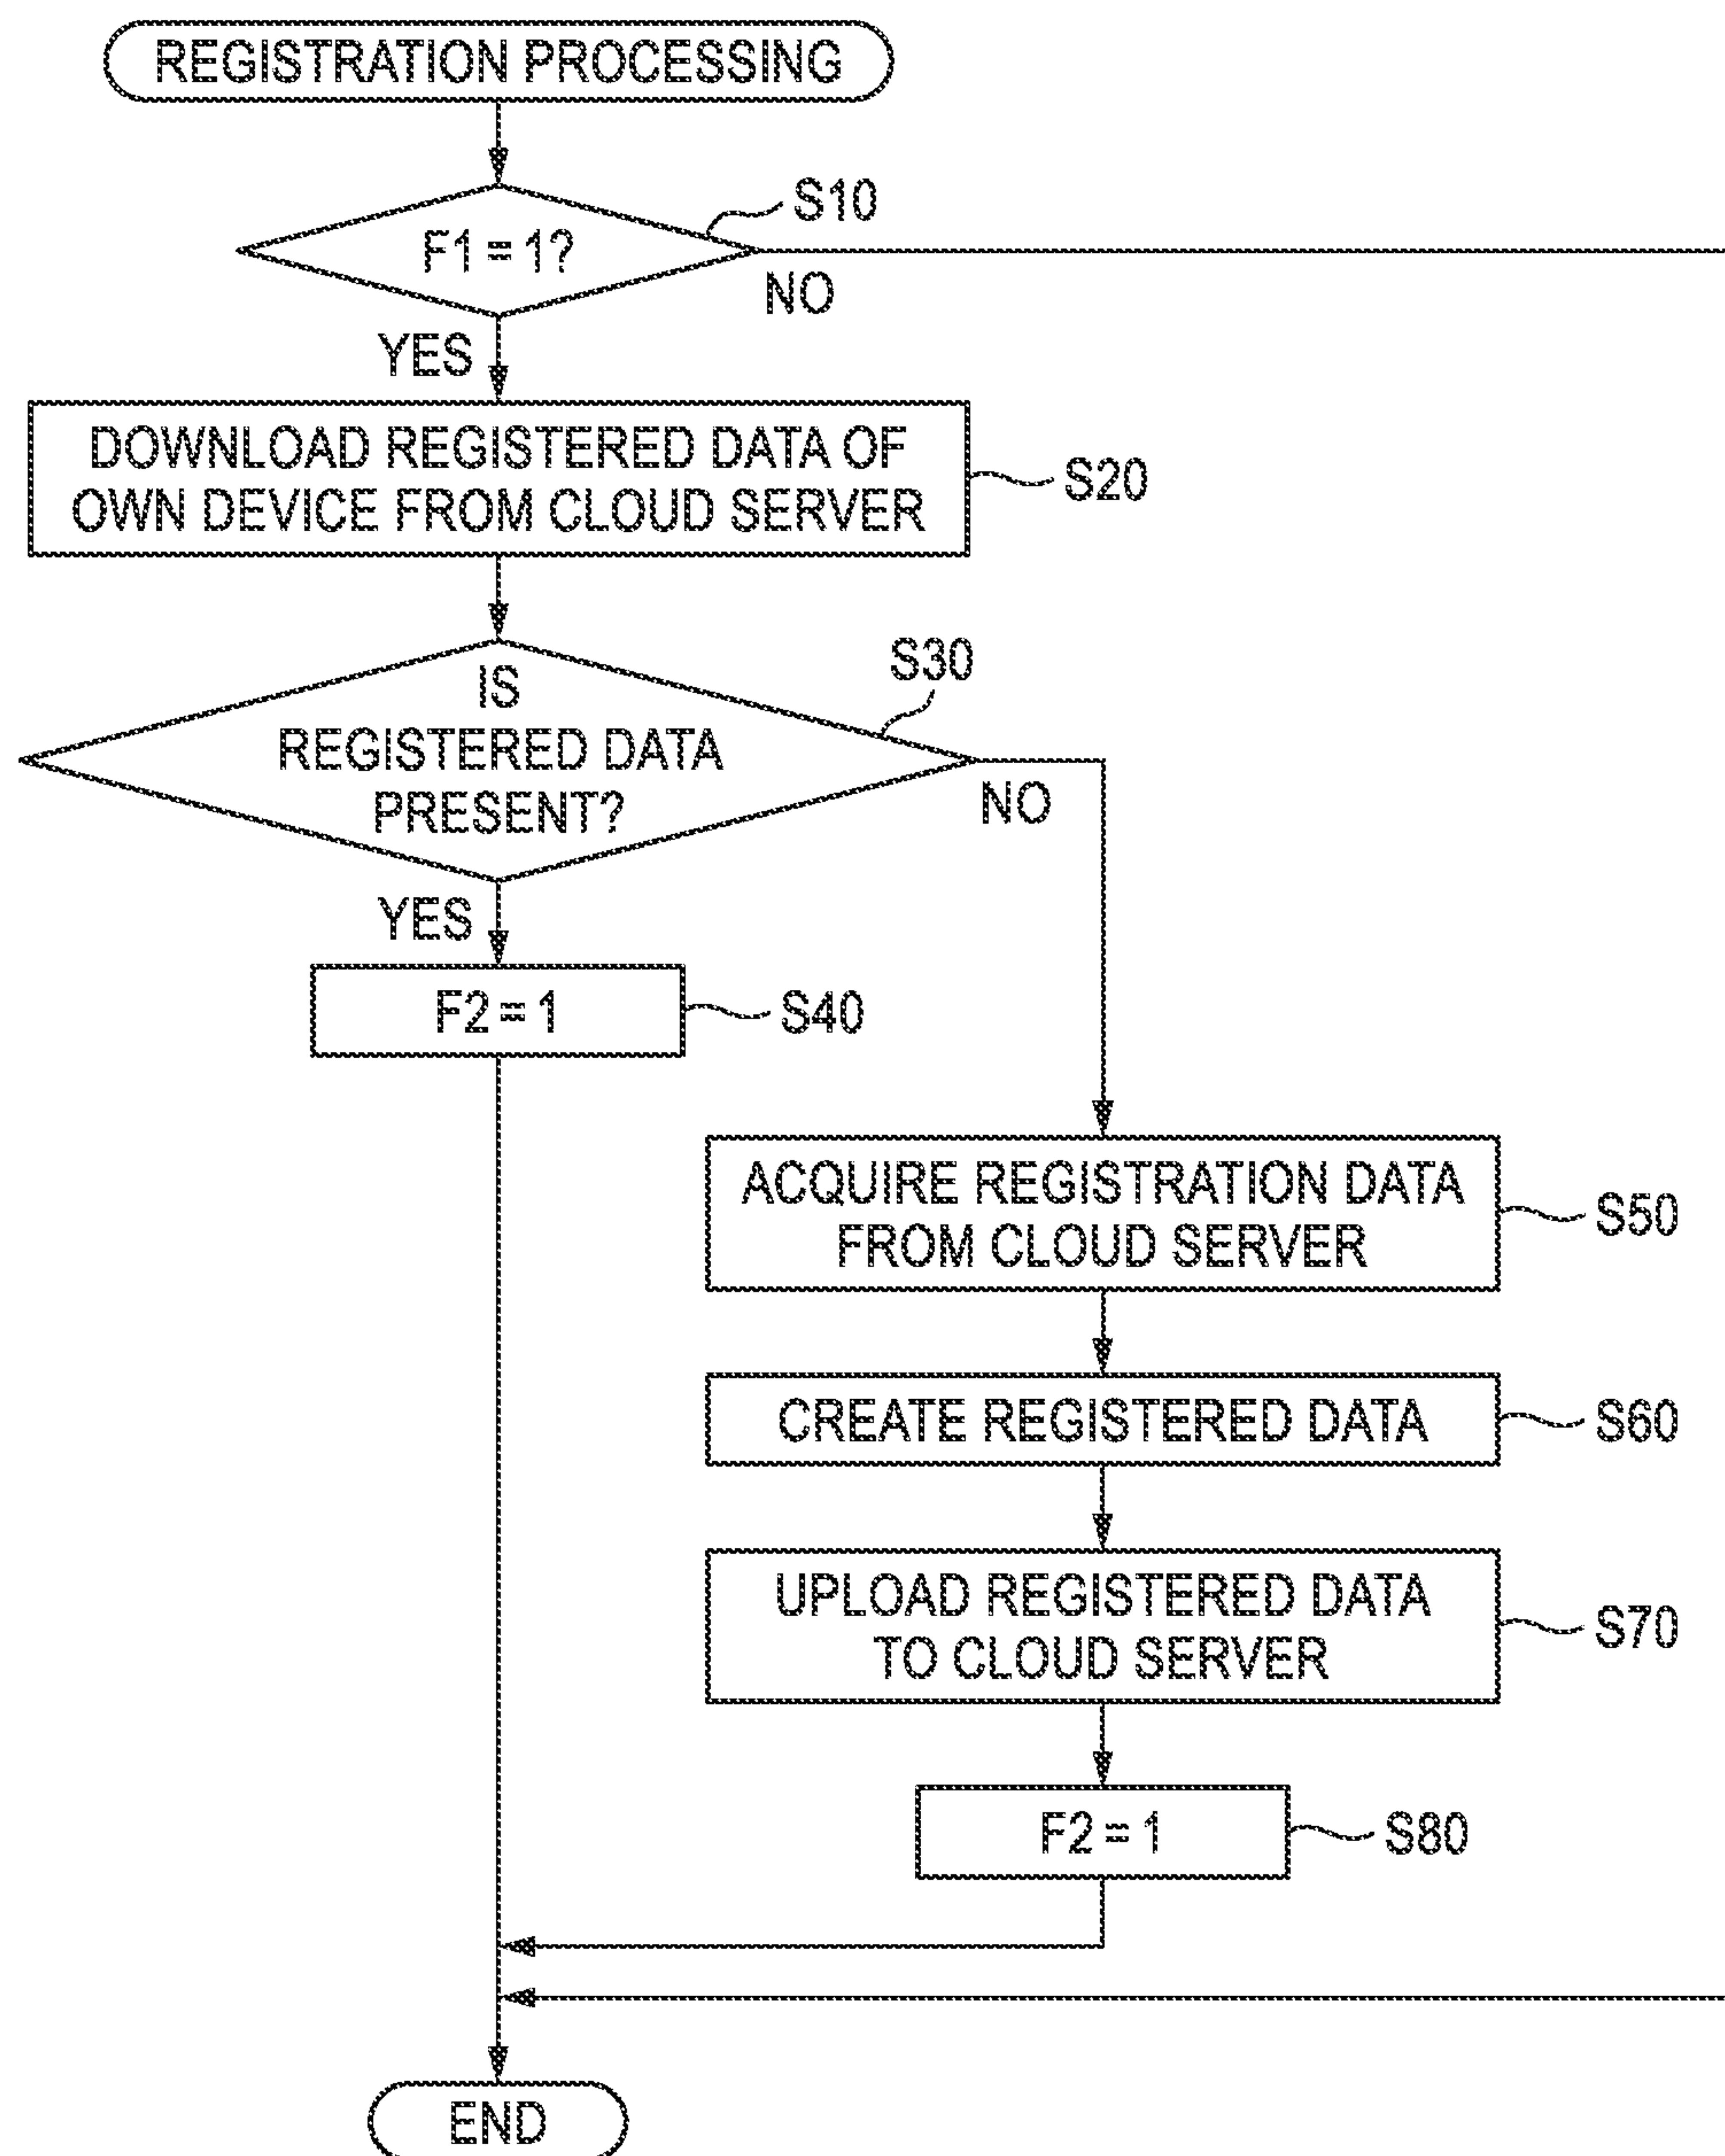 REGISTRATION PROCESSING
S10
F1 = 1?
NO
YES
DOWNLOAD REGISTERED DATA OF
OWN DEVICE FROM CLOUD SERVER
S20
S30
IS
REGISTERED DATA
PRESENT?
NO
YES
F2 = 1
S40
ACQUIRE REGISTRATION DATA
FROM CLOUD SERVER
S50
CREATE REGISTERED DATA
S60
UPLOAD REGISTERED DATA
TO CLOUD SERVER
S70
F2 = 1
S80
END